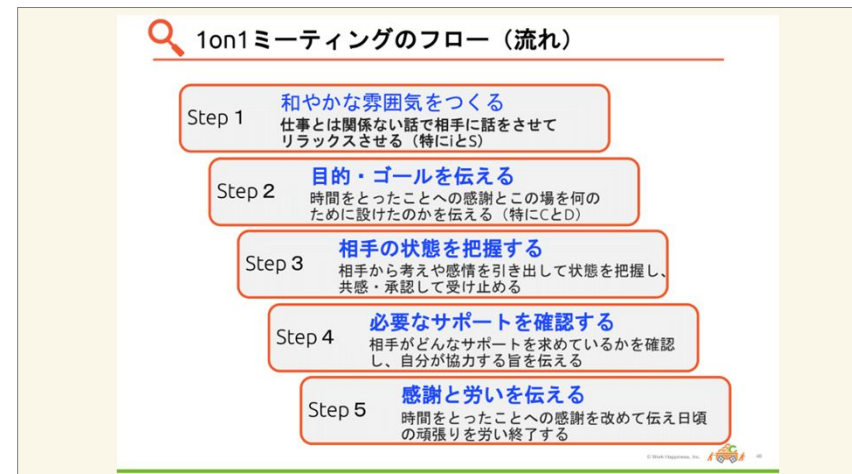 1on1ミーティングのフロー（流れ）
Step 1
和やかな雰囲気をつくる
仕事とは関係ない話で相手に話をさせて
リラックスさせる（特にiとS）
Step 2
目的・ゴールを伝える
時間をとったことへの感謝とこの場を何の
ために設けたのかを伝える（特にCとD）
Step 3
相手の状態を把握する
相手から考えや感情を引き出して状態を把握し、
共感・承認して受け止める
Step 4
必要なサポートを確認する
相手がどんなサポートを求めているかを確認
し、自分が協力する旨を伝える
Step 5
感謝と労いを伝える
時間をとったことへの感謝を改めて伝え日頃
の頑張りを労い終了する
© Work Happiness, Inc.